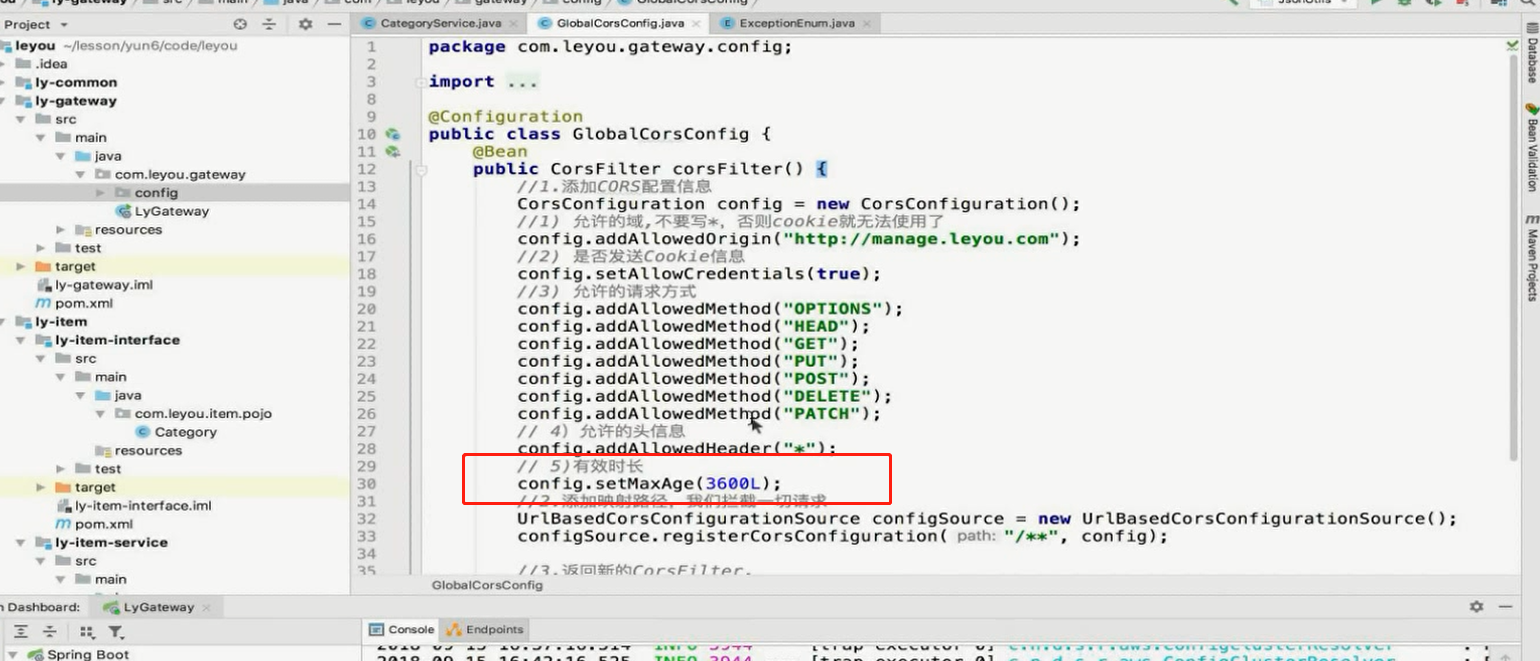 Project
CategoryService.java
GlobalCorsConfig.java
ExceptionEnum.java
leyou ~/lesson/yun6/code/leyou
.idea
ly-common
ly-gateway
src
main
java
com.leyou.gateway
config
LyGateway
resources
test
target
ly-gateway.iml
pom.xml
ly-item
ly-item-interface
src
main
java
com.leyou.item.pojo
Category
resources
test
target
ly-item-interface.iml
pom.xml
ly-item-service
src
main
1 package com.leyou.gateway.config;
2
3 import ...
8
9 @Configuration
10 public class GlobalCorsConfig {
11 @Bean
12 public CorsFilter corsFilter() {
13 //1.添加CORS配置信息
14 CorsConfiguration config = new CorsConfiguration();
15 //1) 允许的域,不要写*，否则cookie就无法使用了
16 config.addAllowedOrigin("http://manage.leyou.com");
17 //2) 是否发送Cookie信息
18 config.setAllowCredentials(true);
19 //3) 允许的请求方式
20 config.addAllowedMethod("OPTIONS");
21 config.addAllowedMethod("HEAD");
22 config.addAllowedMethod("GET");
23 config.addAllowedMethod("PUT");
24 config.addAllowedMethod("POST");
25 config.addAllowedMethod("DELETE");
26 config.addAllowedMethod("PATCH");
27 // 4）允许的头信息
28 config.addAllowedHeader("*");
29 // 5)有效时长
30 config.setMaxAge(3600L);
31 //2.添加映射路径，我们拦截一切请求
32 UrlBasedCorsConfigurationSource configSource = new UrlBasedCorsConfigurationSource();
33 configSource.registerCorsConfiguration( path: "/**", config);
34
35 //3.返回新的CorsFilter.
GlobalCorsConfig
Database
Bean Validation
Maven Projects
Dashboard:
LyGateway
Console
Endpoints
Spring Boot